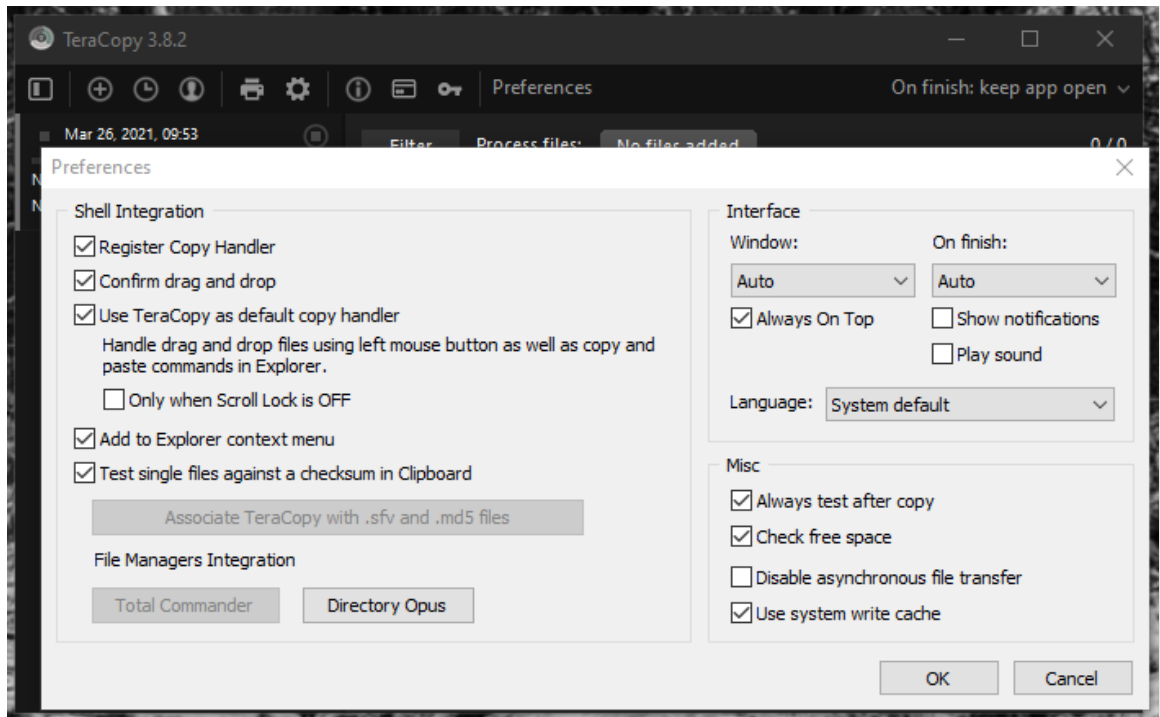 TeraCopy 3.8.2
Preferences
On finish: keep app open
Mar 26, 2021, 09:53
Filter
Process files:
No files added
0 / 0
N
N
Preferences
Shell Integration
Register Copy Handler
Confirm drag and drop
Use TeraCopy as default copy handler
Handle drag and drop files using left mouse button as well as copy and
paste commands in Explorer.
Only when Scroll Lock is OFF
Add to Explorer context menu
Test single files against a checksum in Clipboard
Associate TeraCopy with .sfv and .md5 files
File Managers Integration
Total Commander
Directory Opus
Interface
Window:
On finish:
Auto
Auto
Always On Top
Show notifications
Play sound
Language:
System default
Misc
Always test after copy
Check free space
Disable asynchronous file transfer
Use system write cache
OK
Cancel